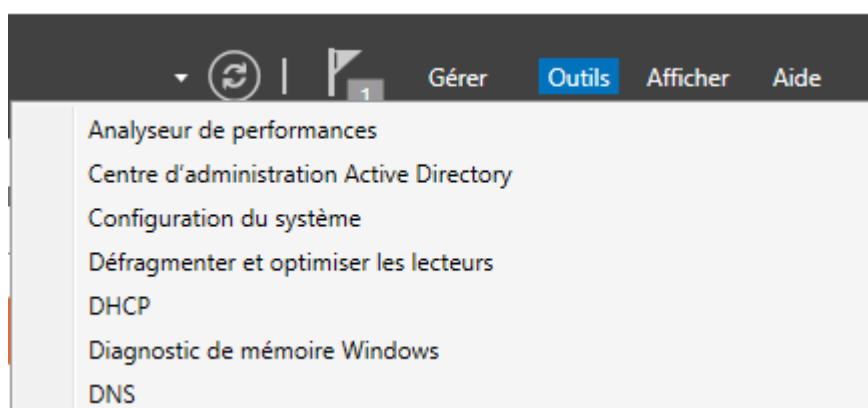 1
Gérer Outils Afficher Aide
Analyseur de performances
Centre d'administration Active Directory
Configuration du système
Défragmenter et optimiser les lecteurs
DHCP
Diagnostic de mémoire Windows
DNS